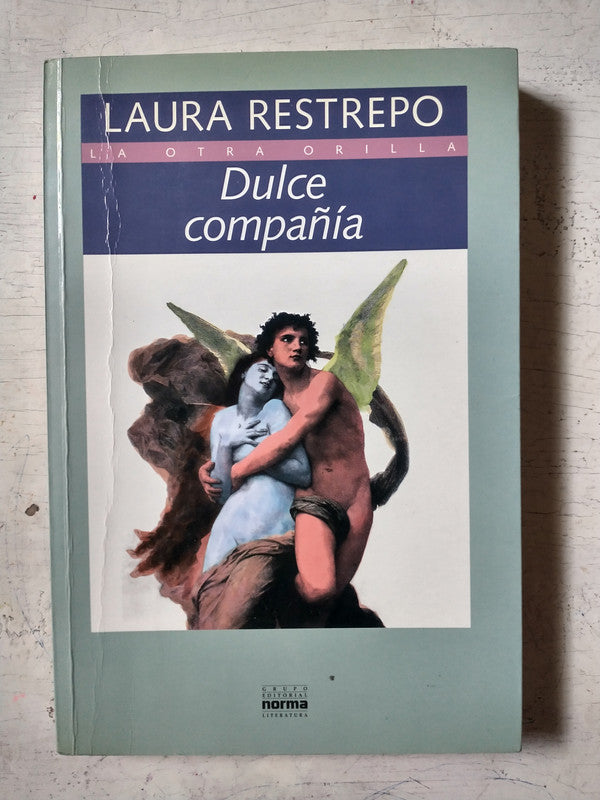 LAURA RESTREPO
LA OTRA ORILLA
Dulce
compañía
GRUPO
EDITORIAL
norma
LITERATURA